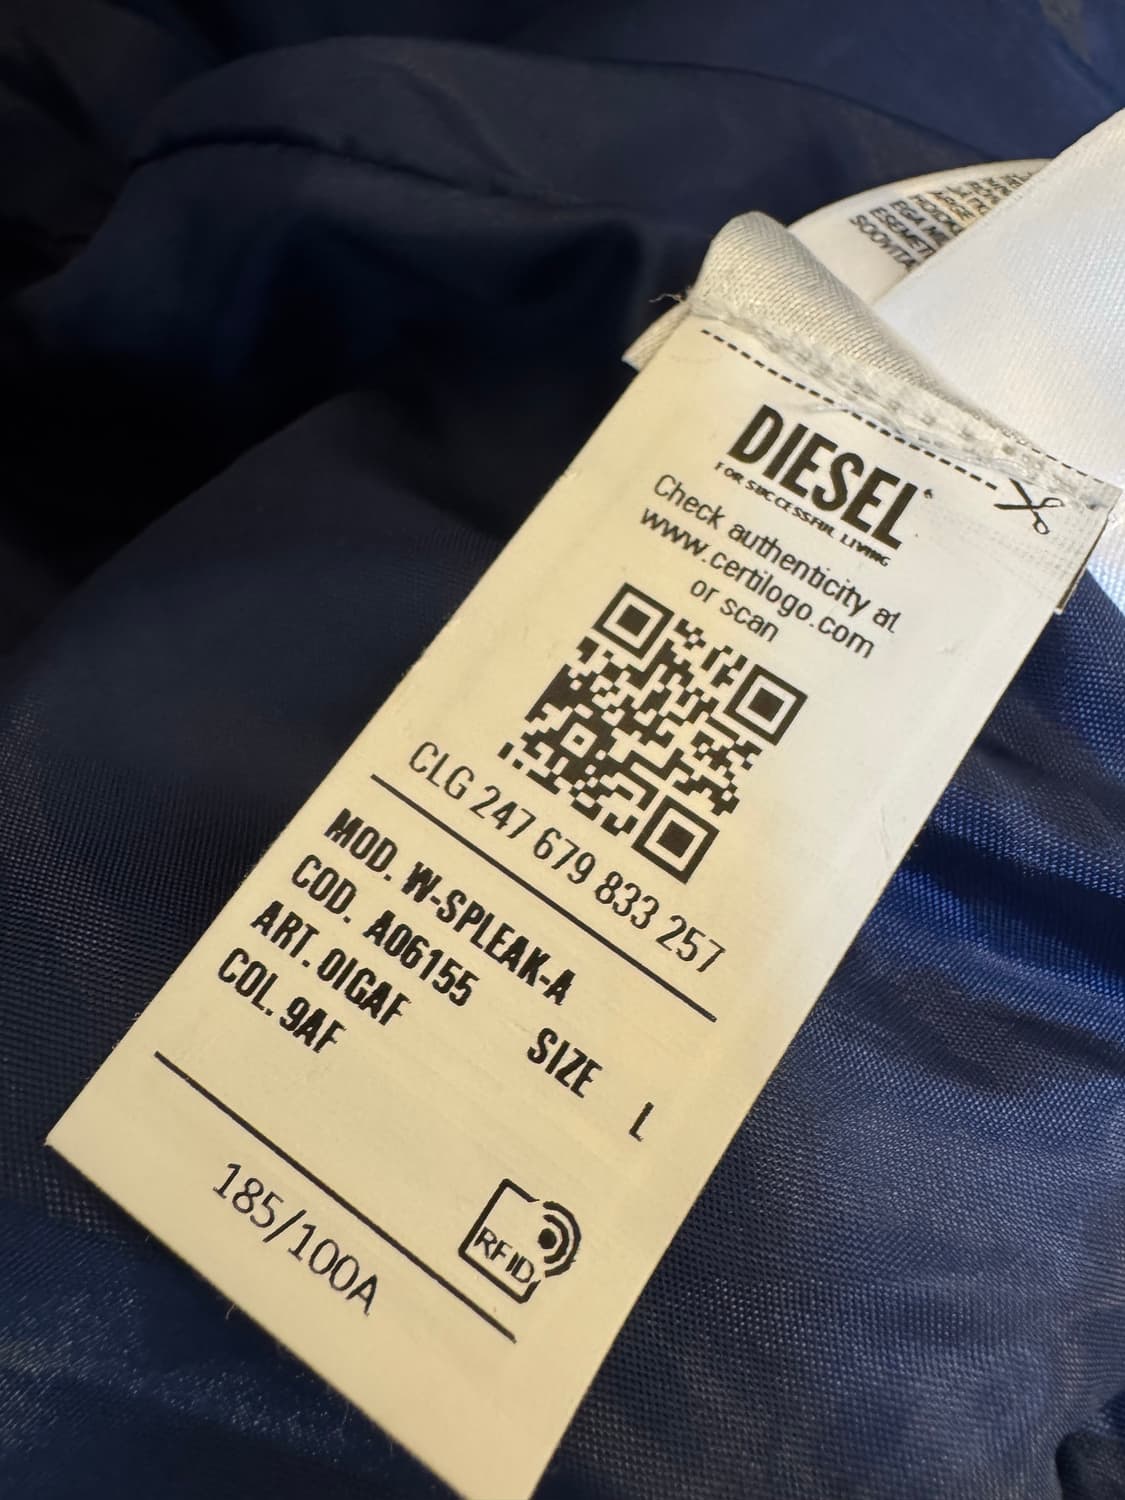 DIESEL
FOR SUCCESSFUL LIVING
Check authenticity at
www.certilogo.com
or scan
CLG 247 679 833 257
MOD. W-SPLEAK-A
COD. A06155
ART. 0IGAF SIZE L
COL. 9AF
RFID
185/100A